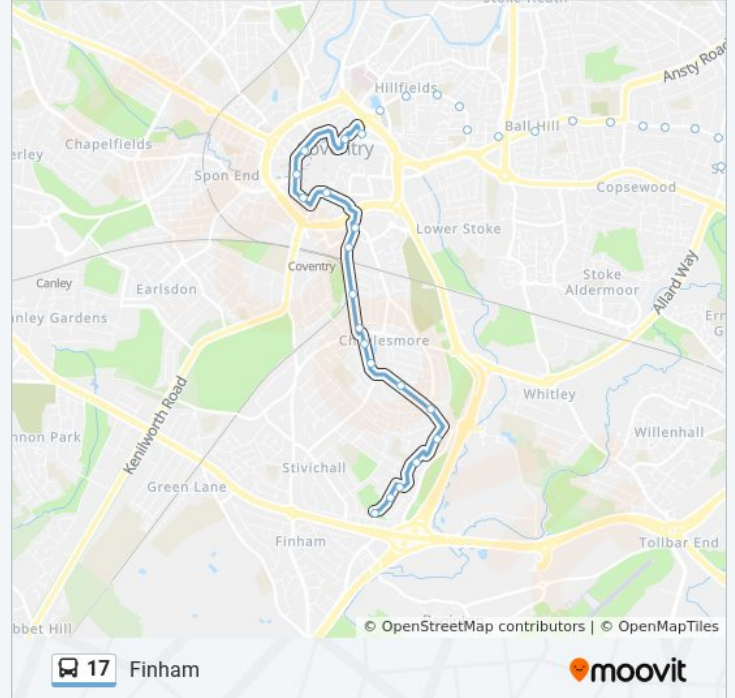 Stoke Heath
Hillfields
Ansty Road
Ball Hill
Chapelfields
erley
Coventry
Spon End
Copsewood
Lower Stoke
Coventry
Canley
Earlsdon
Stoke
Aldermoor
Allard Way
anley Gardens
Er
G
Cheylesmore
Whitley
Kenilworth Road
nnon Park
Willenhall
Stivichall
Green Lane
Finham
Tollbar End
bbet Hill
© OpenStreetMap contributors | © OpenMapTiles
17 Finham
moovit